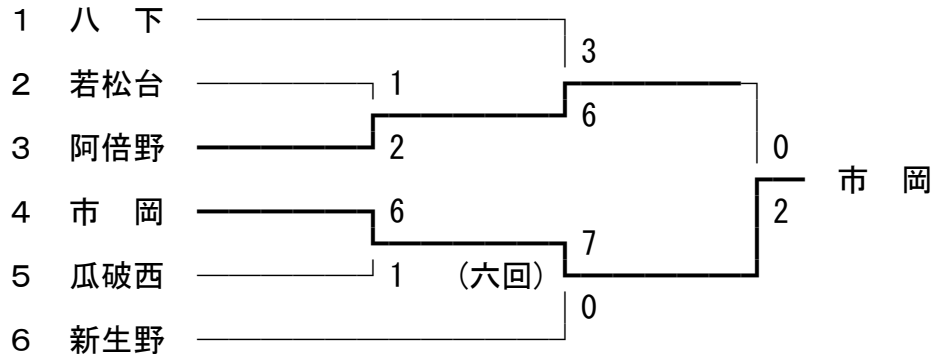 1 八 下
3
2 若松台 1
6
3 阿倍野 2 0
市 岡
4 市 岡 6 2
7
5 瓜破西 1 (六回)
0
6 新生野